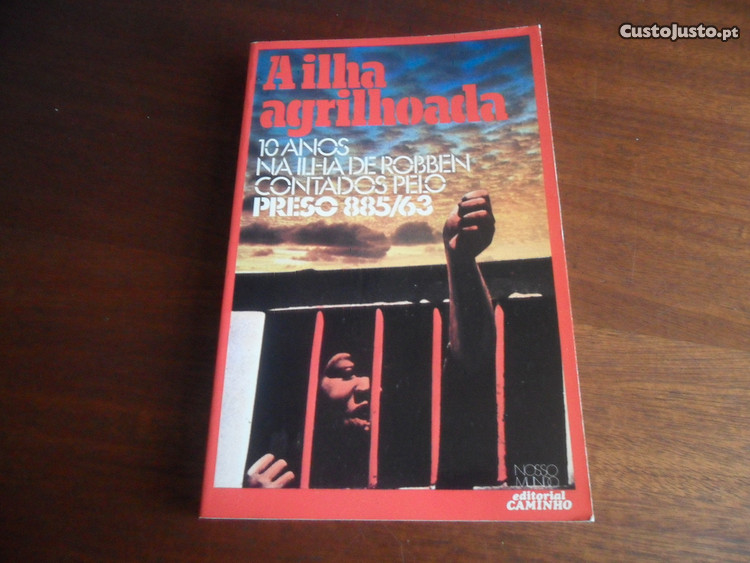 CustoJusto.pt
A ilha
agrilhoada
10 ANOS
NA ILHA DE ROBBEN
CONTADOS PELO
PRESO 885/63
NOSSO
MUNDO
editorial
CAMINHO